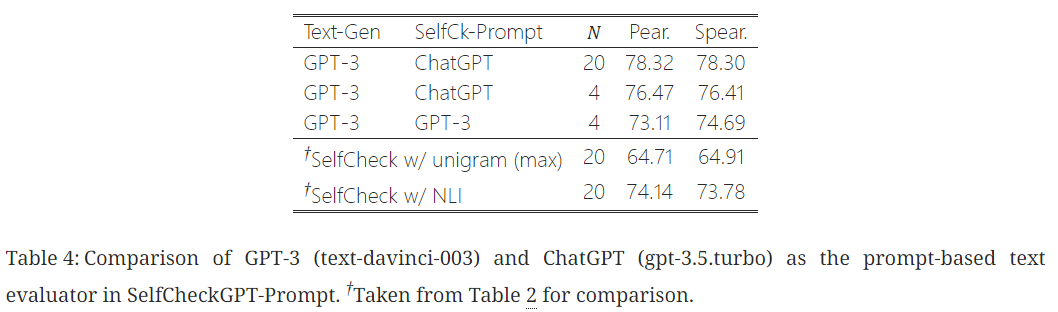 Text-Gen SelfCk-Prompt N Pear. Spear.
GPT-3 ChatGPT 20 78.32 78.30
GPT-3 ChatGPT 4 76.47 76.41
GPT-3 GPT-3 4 73.11 74.69
†SelfCheck w/ unigram (max) 20 64.71 64.91
†SelfCheck w/ NLI 20 74.14 73.78
Table 4: Comparison of GPT-3 (text-davinci-003) and ChatGPT (gpt-3.5.turbo) as the prompt-based text
evaluator in SelfCheckGPT-Prompt. †Taken from Table 2 for comparison.